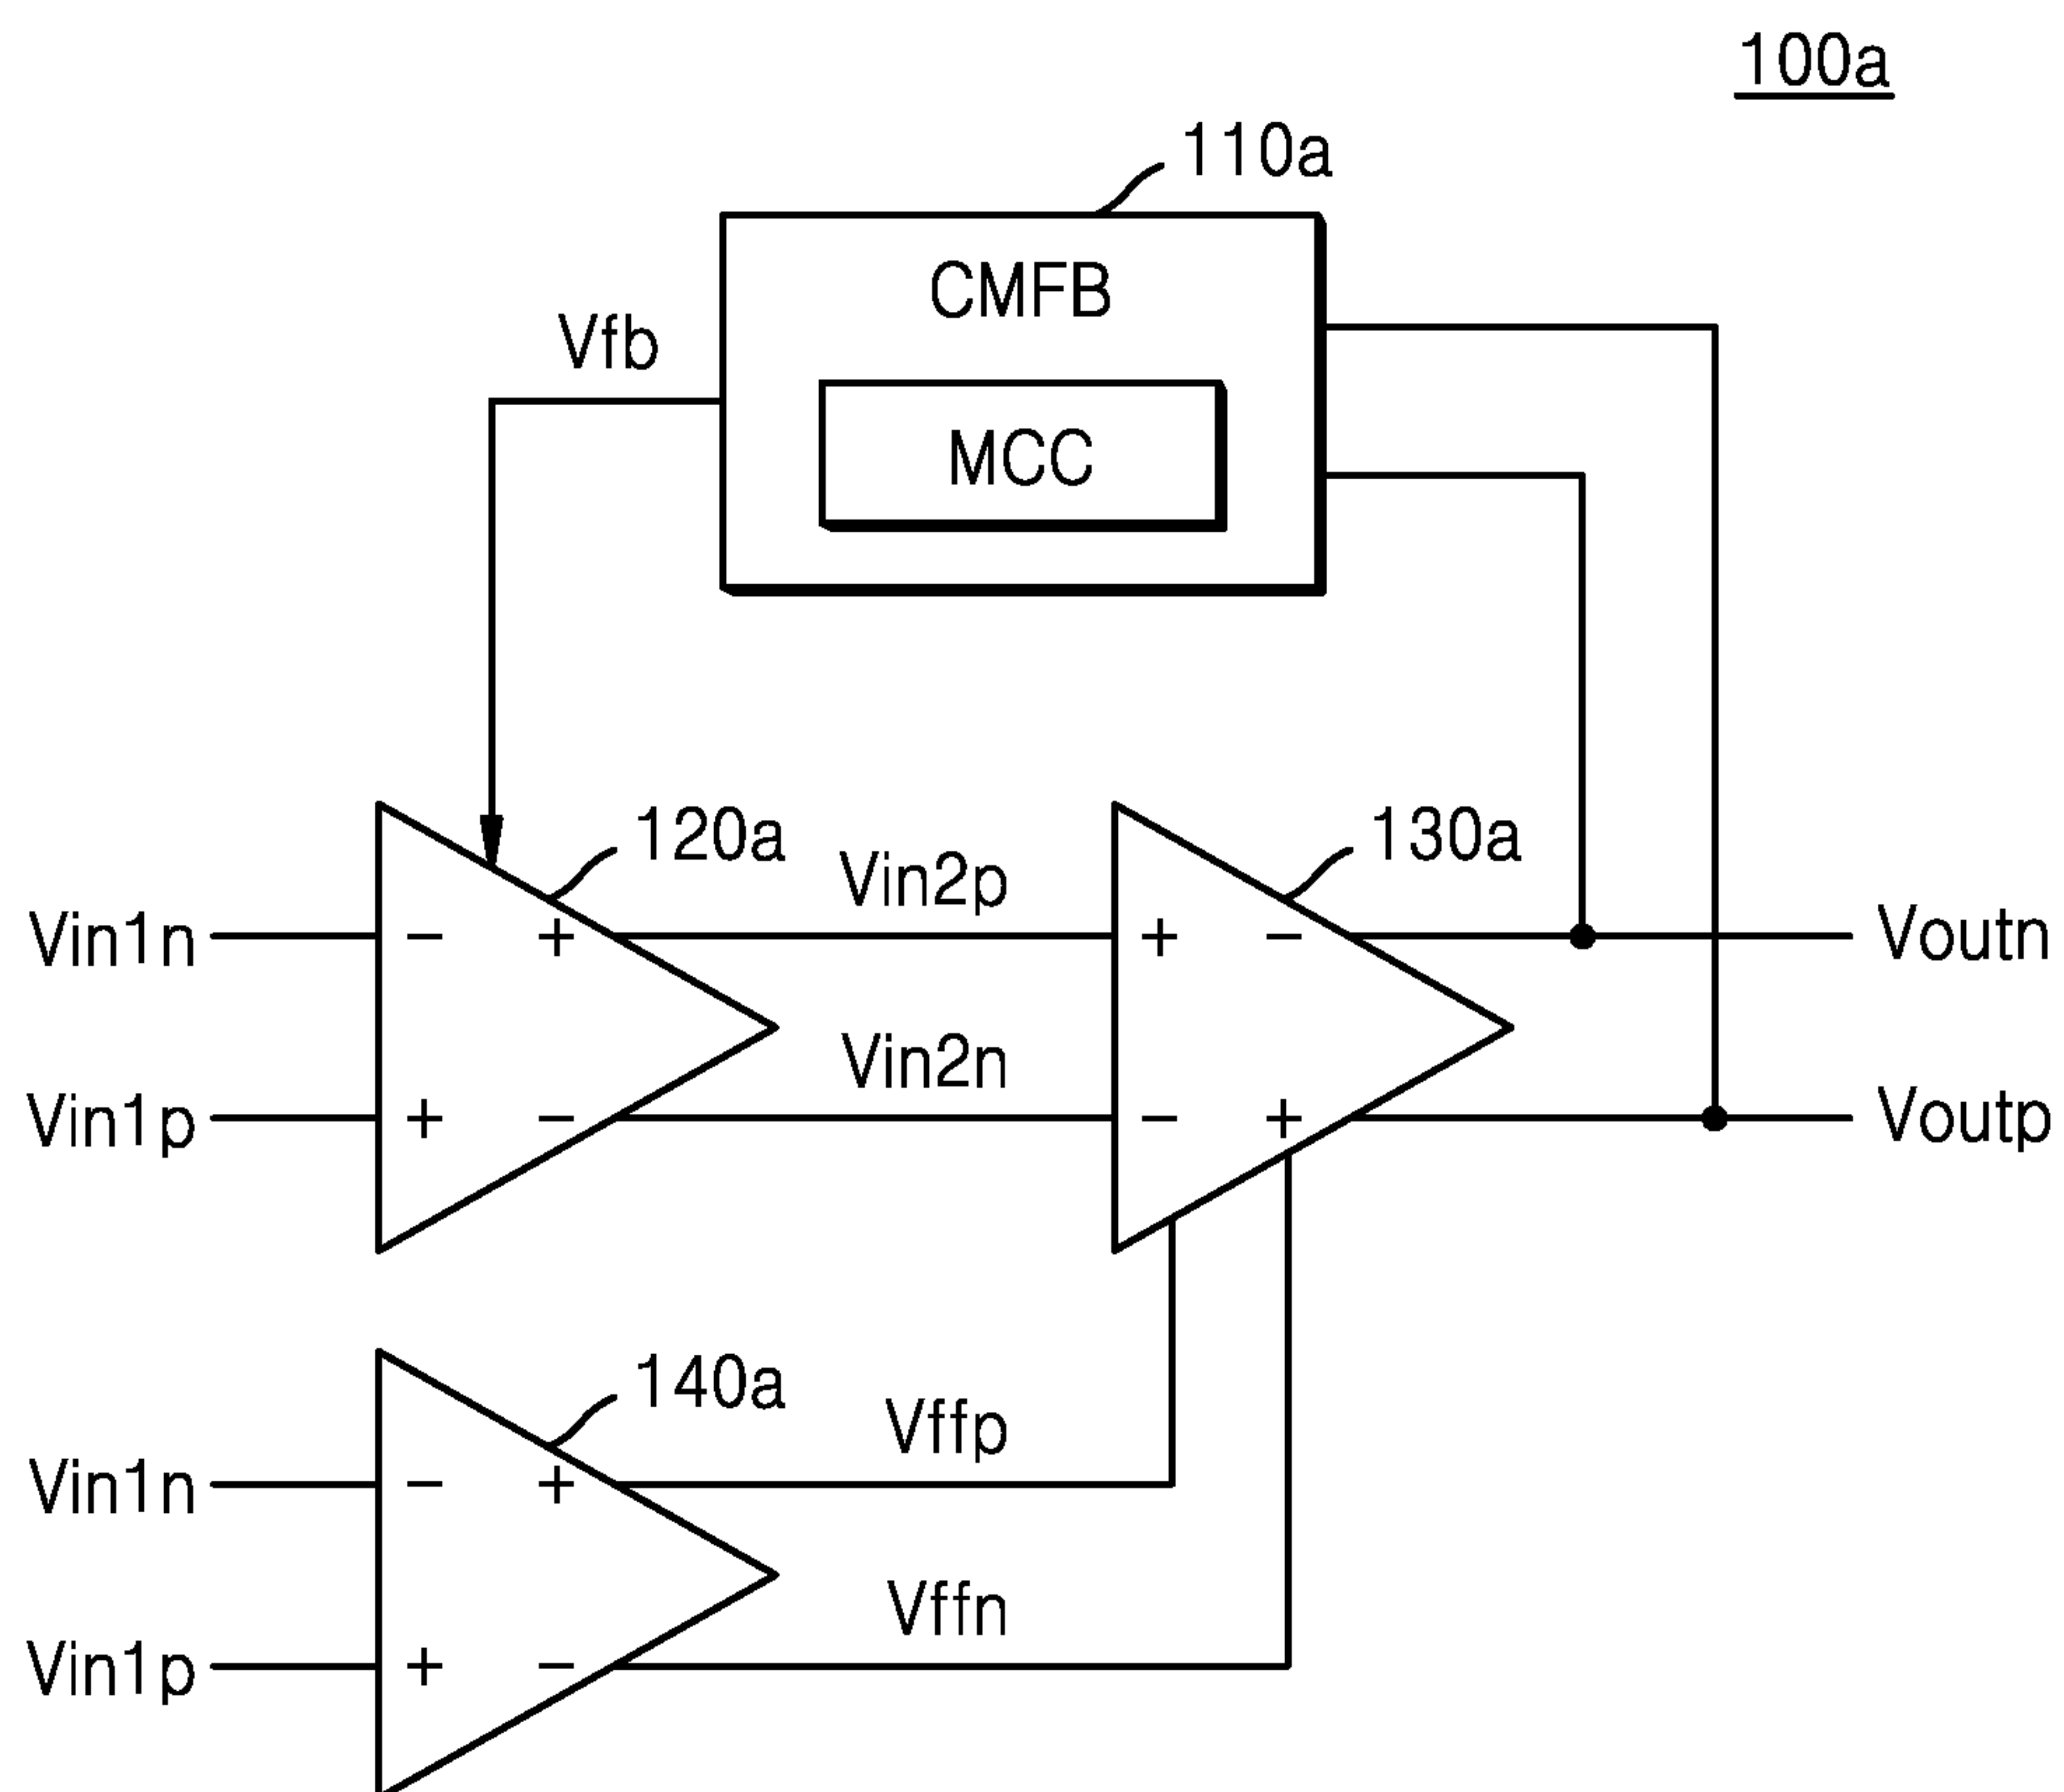 100a
110a
CMFB
Vfb
MCC
120a
130a
Vin2p
Vin1n
− +
+ −
Voutn
Vin2n
Vin1p
+ −
− +
Voutp
140a
Vffp
Vin1n
− +
Vffn
Vin1p
+ −